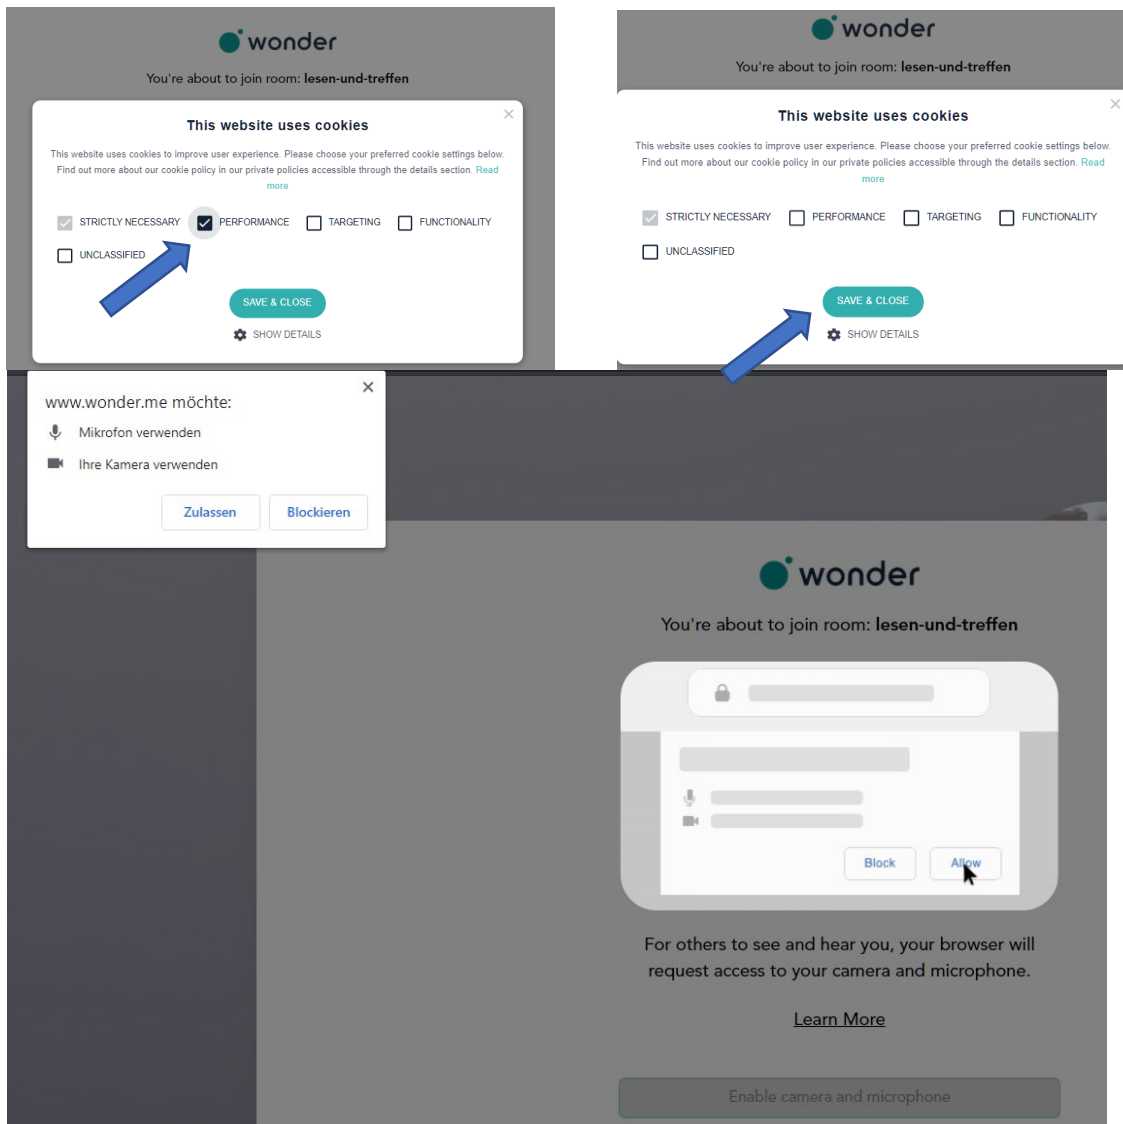 wonder
You're about to join room: lesen-und-treffen
This website uses cookies
This website uses cookies to improve user experience. Please choose your preferred cookie settings below.
Find out more about our cookie policy in our private policies accessible through the details section. Read
more
STRICTLY NECESSARY PERFORMANCE TARGETING FUNCTIONALITY
UNCLASSIFIED
SAVE & CLOSE
SHOW DETAILS
wonder
You're about to join room: lesen-und-treffen
This website uses cookies
This website uses cookies to improve user experience. Please choose your preferred cookie settings below.
Find out more about our cookie policy in our private policies accessible through the details section. Read
more
STRICTLY NECESSARY PERFORMANCE TARGETING FUNCTIONALITY
UNCLASSIFIED
SAVE & CLOSE
SHOW DETAILS
www.wonder.me möchte:
Mikrofon verwenden
Ihre Kamera verwenden
Zulassen Blockieren
wonder
You're about to join room: lesen-und-treffen
Block Allow
For others to see and hear you, your browser will
request access to your camera and microphone.
Learn More
Enable camera and microphone